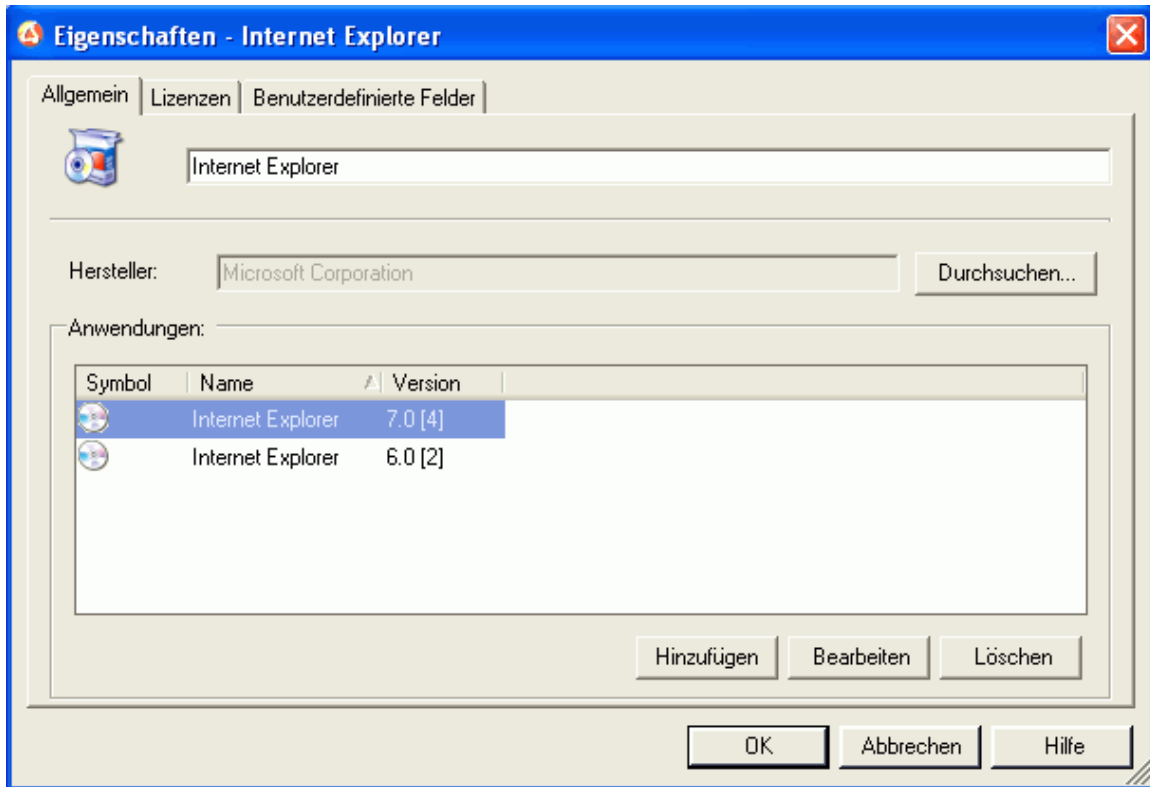 Eigenschaften - Internet Explorer
Allgemein Lizenzen Benutzerdefinierte Felder
Internet Explorer
Hersteller: Microsoft Corporation Durchsuchen...
Anwendungen:
Symbol Name Version
Internet Explorer 7.0 [4]
Internet Explorer 6.0 [2]
Hinzufügen Bearbeiten Löschen
OK Abbrechen Hilfe